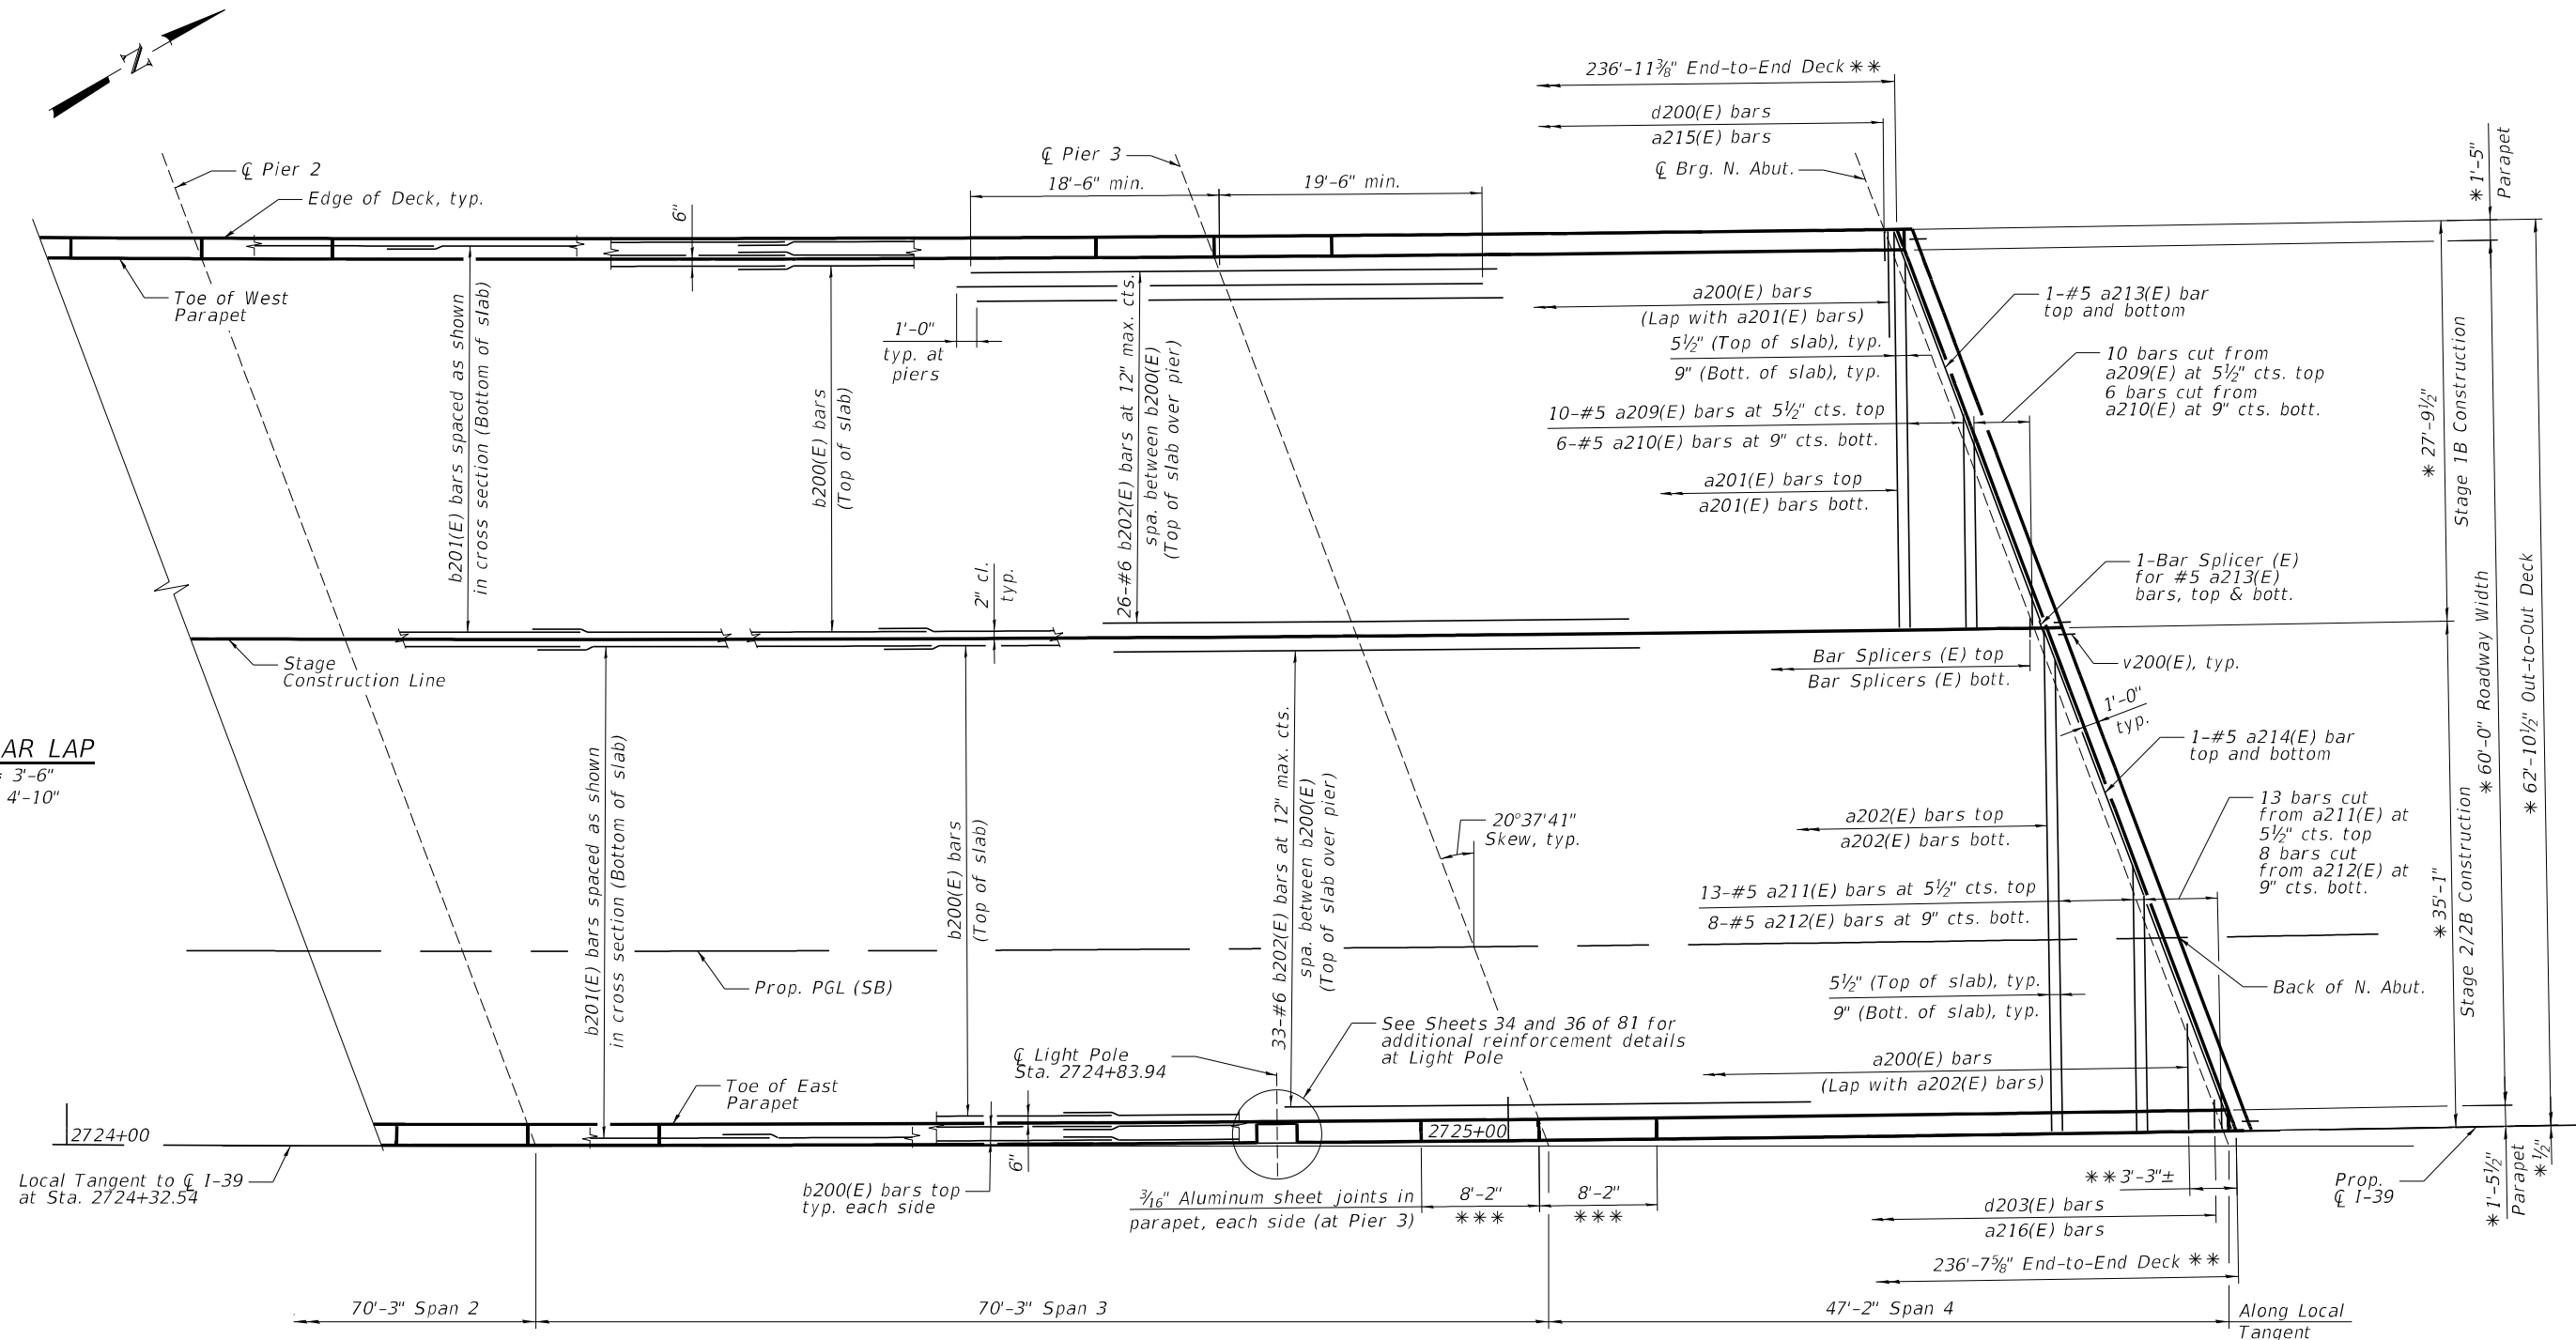 N
236'-11⅜" End-to-End Deck **
d200(E) bars
a215(E) bars
℄ Brg. N. Abut.
* 1'-5"
Parapet
℄ Pier 2
Edge of Deck, typ.
℄ Pier 3
18'-6" min.
19'-6" min.
6"
Toe of West
Parapet
1'-0"
typ. at
piers
b201(E) bars spaced as shown
in cross section (Bottom of slab)
b200(E) bars
(Top of slab)
26-#6 b202(E) bars at 12" max. cts.
spa. between b200(E)
(Top of slab over pier)
2" cl.
typ.
a200(E) bars
(Lap with a201(E) bars)
5½" (Top of slab), typ.
9" (Bott. of slab), typ.
10-#5 a209(E) bars at 5½" cts. top
6-#5 a210(E) bars at 9" cts. bott.
a201(E) bars top
a201(E) bars bott.
1-#5 a213(E) bar
top and bottom
10 bars cut from
a209(E) at 5½" cts. top
6 bars cut from
a210(E) at 9" cts. bott.
* 27'-9½"
Stage 1B Construction
1-Bar Splicer (E)
for #5 a213(E)
bars, top & bott.
Stage
Construction Line
Bar Splicers (E) top
Bar Splicers (E) bott.
v200(E), typ.
1'-0"
typ.
* 60'-0" Roadway Width
* 62'-10½" Out-to-Out Deck
AR LAP
= 3'-6"
4'-10"
b201(E) bars spaced as shown
in cross section (Bottom of slab)
b200(E) bars
(Top of slab)
33-#6 b202(E) bars at 12" max. cts.
spa. between b200(E)
(Top of slab over pier)
20°37'41"
Skew, typ.
1-#5 a214(E) bar
top and bottom
a202(E) bars top
a202(E) bars bott.
13 bars cut
from a211(E) at
5½" cts. top
8 bars cut
from a212(E) at
9" cts. bott.
13-#5 a211(E) bars at 5½" cts. top
8-#5 a212(E) bars at 9" cts. bott.
* 35'-1"
Stage 2/2B Construction
Prop. PGL (SB)
5½" (Top of slab), typ.
9" (Bott. of slab), typ.
Back of N. Abut.
See Sheets 34 and 36 of 81 for
additional reinforcement details
at Light Pole
℄ Light Pole
Sta. 2724+83.94
a200(E) bars
(Lap with a202(E) bars)
Toe of East
Parapet
2724+00
2725+00
Local Tangent to ℄ I-39
at Sta. 2724+32.54
b200(E) bars top
typ. each side
6"
3/16" Aluminum sheet joints in
parapet, each side (at Pier 3)
8'-2"
***
8'-2"
***
** 3'-3"±
d203(E) bars
a216(E) bars
236'-7⅝" End-to-End Deck **
Prop.
℄ I-39
* 1'-5½"
Parapet
* ½"
70'-3" Span 2
70'-3" Span 3
47'-2" Span 4
Along Local
Tangent